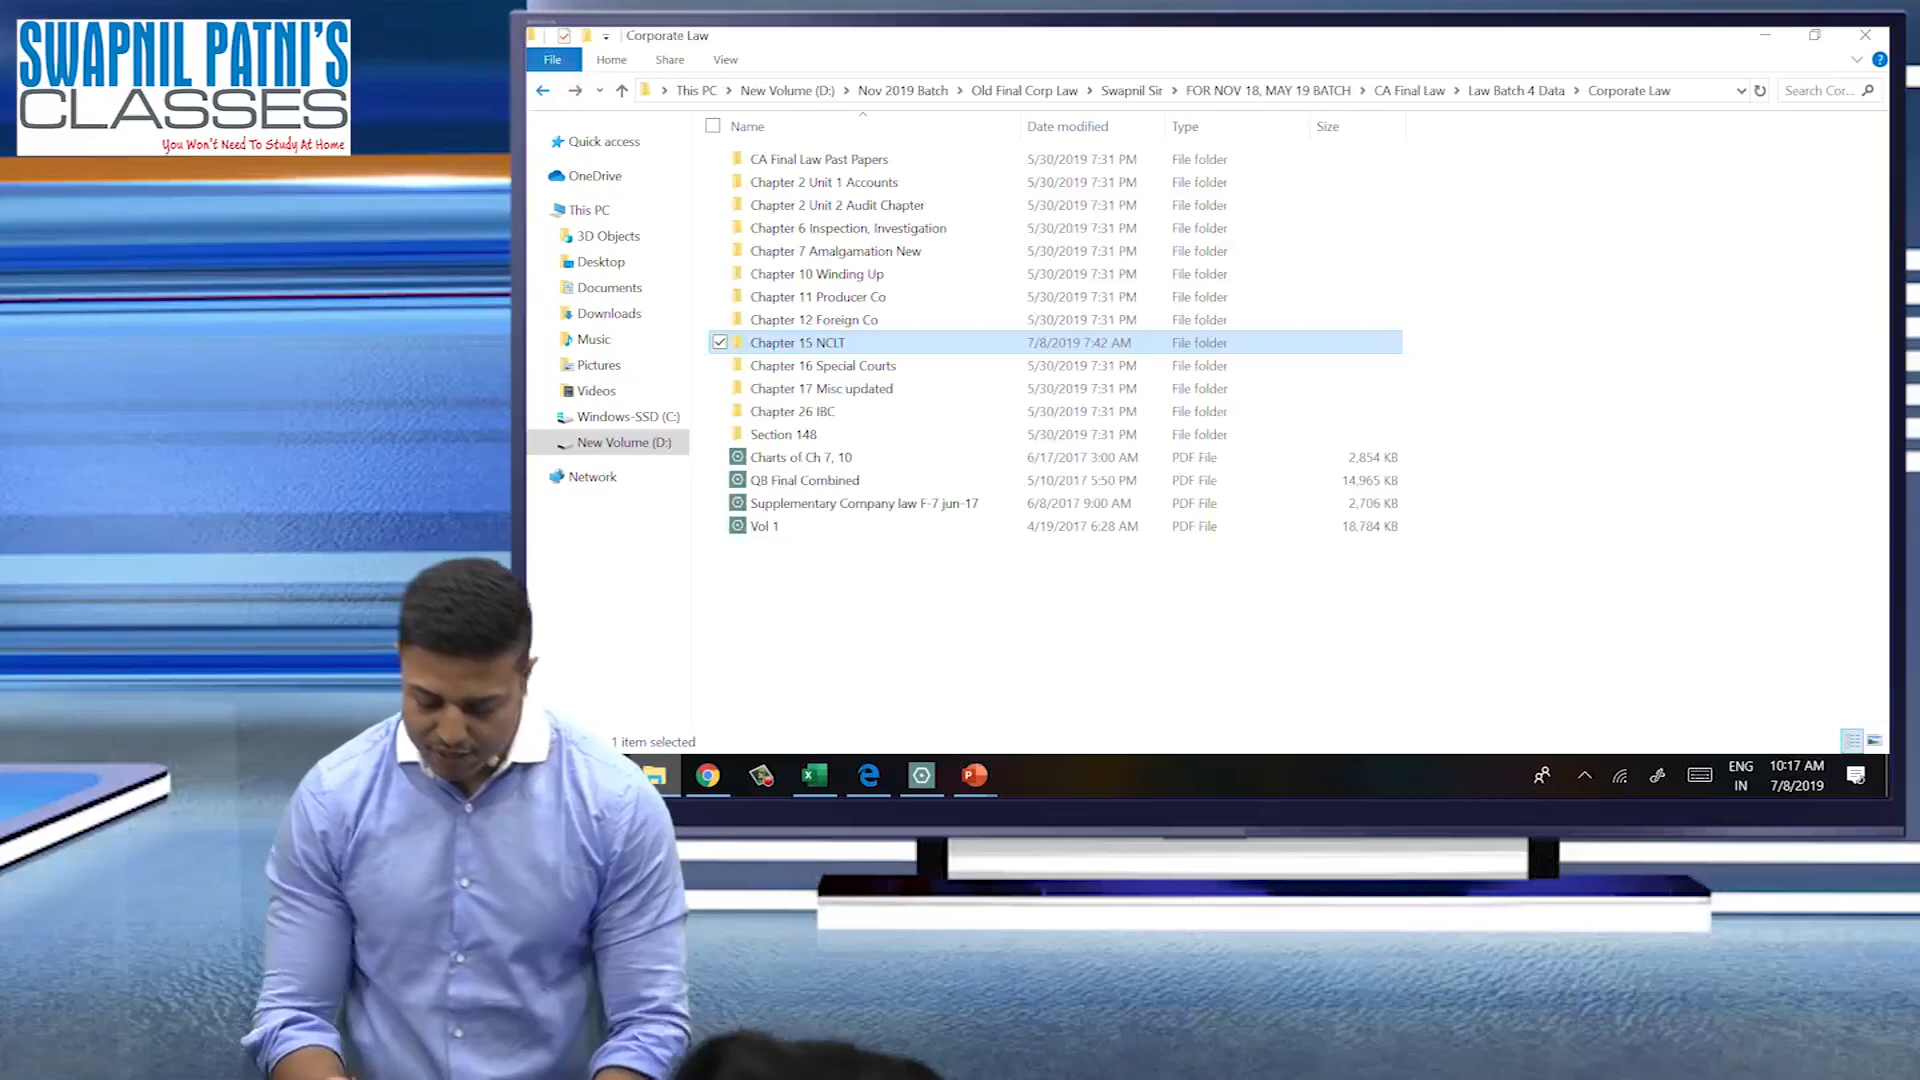 SWAPNIL PATNI'S
CLASSES
You Won't Need To Study At Home
Corporate Law
File Home Share View
This PC New Volume (D:) Nov 2019 Batch Old Final Corp Law Swapnil Sir FOR NOV 18, MAY 19 BATCH CA Final Law Law Batch 4 Data Corporate Law
Search Cor...
Name Date modified Type Size
Quick access
OneDrive
This PC
3D Objects
Desktop
Documents
Downloads
Music
Pictures
Videos
Windows-SSD (C:)
New Volume (D:)
Network
CA Final Law Past Papers 5/30/2019 7:31 PM File folder
Chapter 2 Unit 1 Accounts 5/30/2019 7:31 PM File folder
Chapter 2 Unit 2 Audit Chapter 5/30/2019 7:31 PM File folder
Chapter 6 Inspection, Investigation 5/30/2019 7:31 PM File folder
Chapter 7 Amalgamation New 5/30/2019 7:31 PM File folder
Chapter 10 Winding Up 5/30/2019 7:31 PM File folder
Chapter 11 Producer Co 5/30/2019 7:31 PM File folder
Chapter 12 Foreign Co 5/30/2019 7:31 PM File folder
Chapter 15 NCLT 7/8/2019 7:42 AM File folder
Chapter 16 Special Courts 5/30/2019 7:31 PM File folder
Chapter 17 Misc updated 5/30/2019 7:31 PM File folder
Chapter 26 IBC 5/30/2019 7:31 PM File folder
Section 148 5/30/2019 7:31 PM File folder
Charts of Ch 7, 10 6/17/2017 3:00 AM PDF File 2,854 KB
QB Final Combined 5/10/2017 5:50 PM PDF File 14,965 KB
Supplementary Company law F-7 jun-17 6/8/2017 9:00 AM PDF File 2,706 KB
Vol 1 4/19/2017 6:28 AM PDF File 18,784 KB
1 item selected
ENG
IN
10:17 AM
7/8/2019